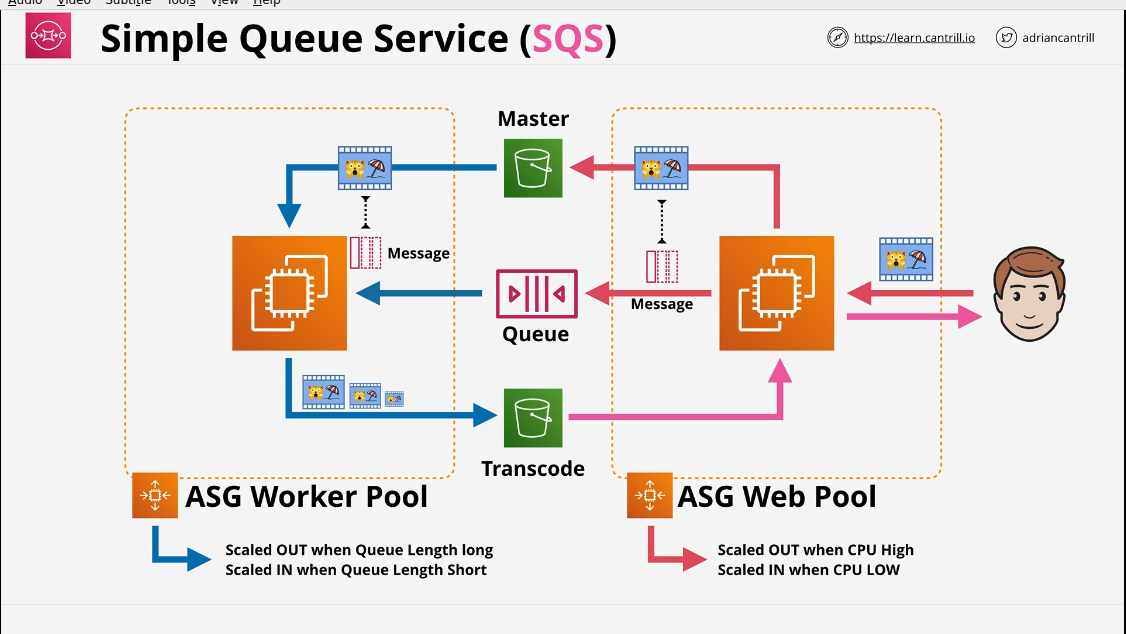 Audio Video Subtitle Tools View Help
Simple Queue Service (SQS)
https://learn.cantrill.io
adriancantrill
Master
Message
Message
Queue
Transcode
ASG Worker Pool
ASG Web Pool
Scaled OUT when Queue Length long
Scaled IN when Queue Length Short
Scaled OUT when CPU High
Scaled IN when CPU LOW